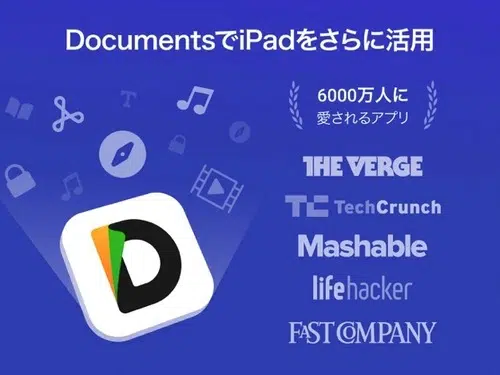 DocumentsでiPadをさらに活用
6000万人に
愛されるアプリ
THE VERGE
TC TechCrunch
Mashable
lifehacker
FAST COMPANY
T
D